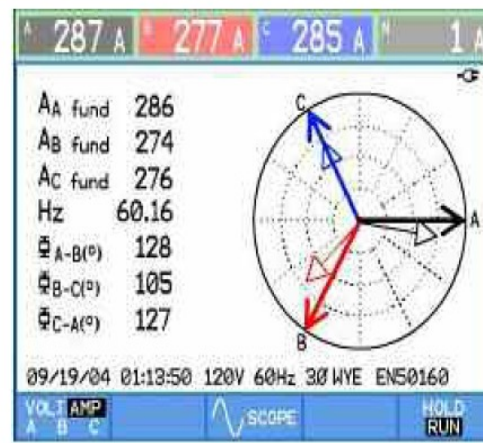 A 287 A B 277 A C 285 A N 1 A
AA fund 286
AB fund 274
AC fund 276
Hz 60.16
Φ A-B(º) 128
ΦB-C(º) 105
ΦC-A(º) 127
C
A
B
09/19/04 01:13:50 120V 60Hz 3Ø WYE EN50160
VOLT AMP SCOPE HOLD
A B C RUN